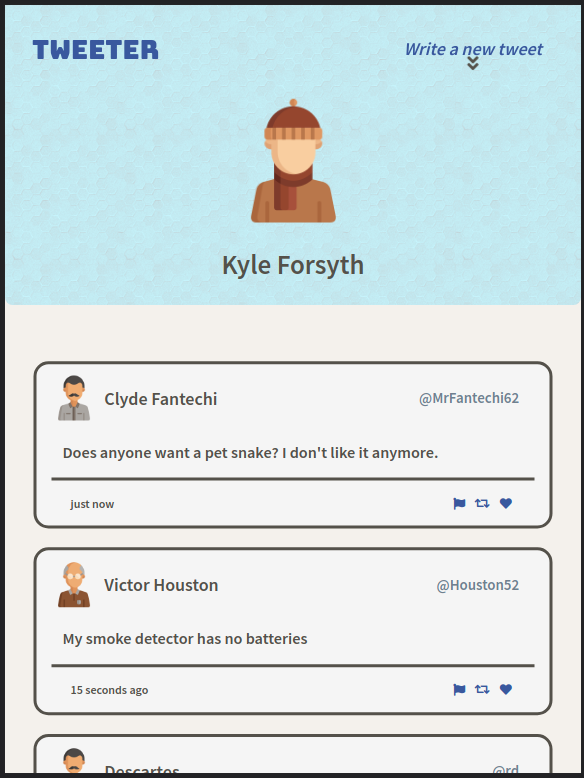 TWEETER
Write a new tweet
Kyle Forsyth
Clyde Fantechi
@MrFantechi62
Does anyone want a pet snake? I don't like it anymore.
just now
Victor Houston
@Houston52
My smoke detector has no batteries
15 seconds ago
Descartes
@rd